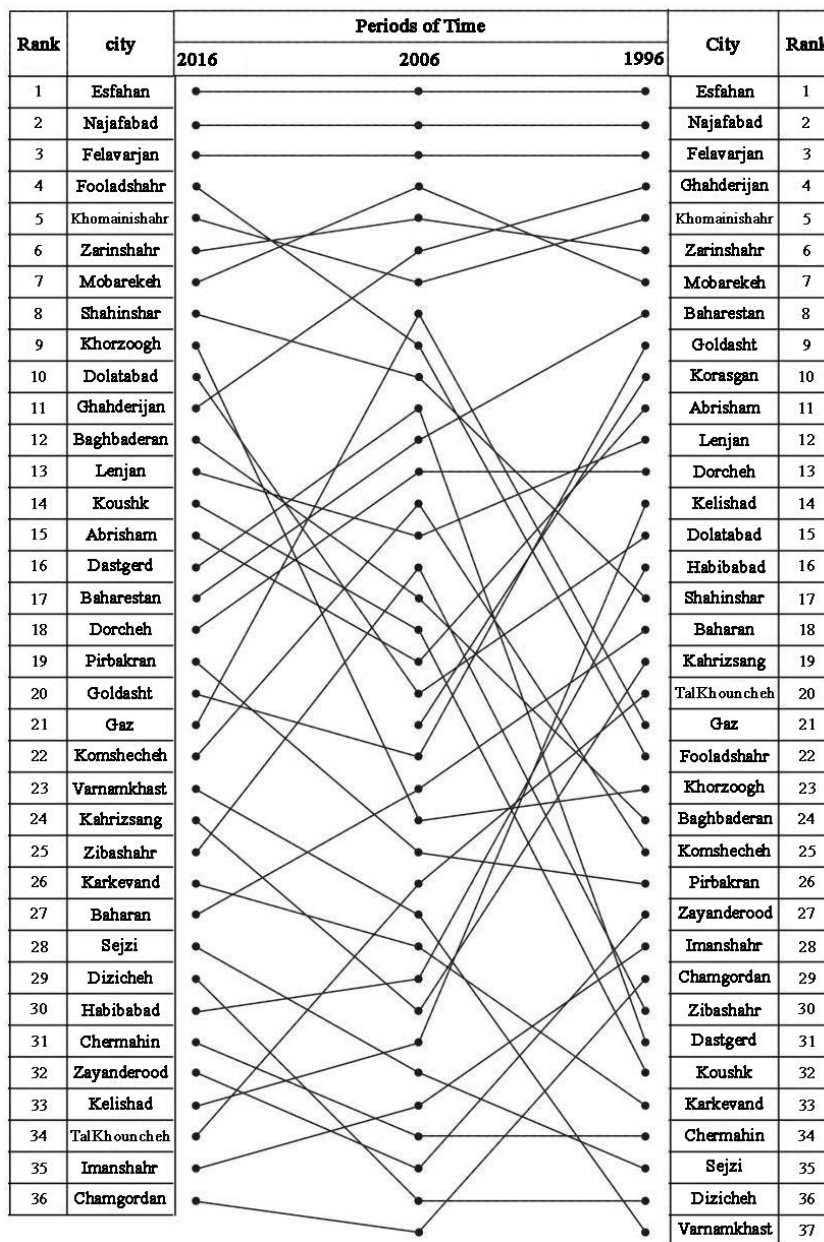 Rank city Periods of Time City Rank
2016 2006 1996
1 Esfahan Esfahan 1
2 Najafabad Najafabad 2
3 Felavarjan Felavarjan 3
4 Fooladshahr Ghahderijan 4
5 Khomainishahr Khomainishahr 5
6 Zarinshahr Zarinshahr 6
7 Mobarekeh Mobarekeh 7
8 Shahinshar Baharestan 8
9 Khorzoogh Goldasht 9
10 Dolatabad Korasgan 10
11 Ghahderijan Abrisham 11
12 Baghbaderan Lenjan 12
13 Lenjan Dorcheh 13
14 Koushk Kelishad 14
15 Abrisham Dolatabad 15
16 Dastgerd Habibabad 16
17 Baharestan Shahinshar 17
18 Dorcheh Baharan 18
19 Pirbakran Kahrizsang 19
20 Goldasht TalKhouncheh 20
21 Gaz Gaz 21
22 Komshecheh Fooladshahr 22
23 Varnamkhast Khorzoogh 23
24 Kahrizsang Baghbaderan 24
25 Zibashahr Komshecheh 25
26 Karkevand Pirbakran 26
27 Baharan Zayanderood 27
28 Sejzi Imanshahr 28
29 Dizicheh Chamgordan 29
30 Habibabad Zibashahr 30
31 Chermahin Dastgerd 31
32 Zayanderood Koushk 32
33 Kelishad Karkevand 33
34 TalKhouncheh Chermahin 34
35 Imanshahr Sejzi 35
36 Chamgordan Dizicheh 36
Varnamkhast 37